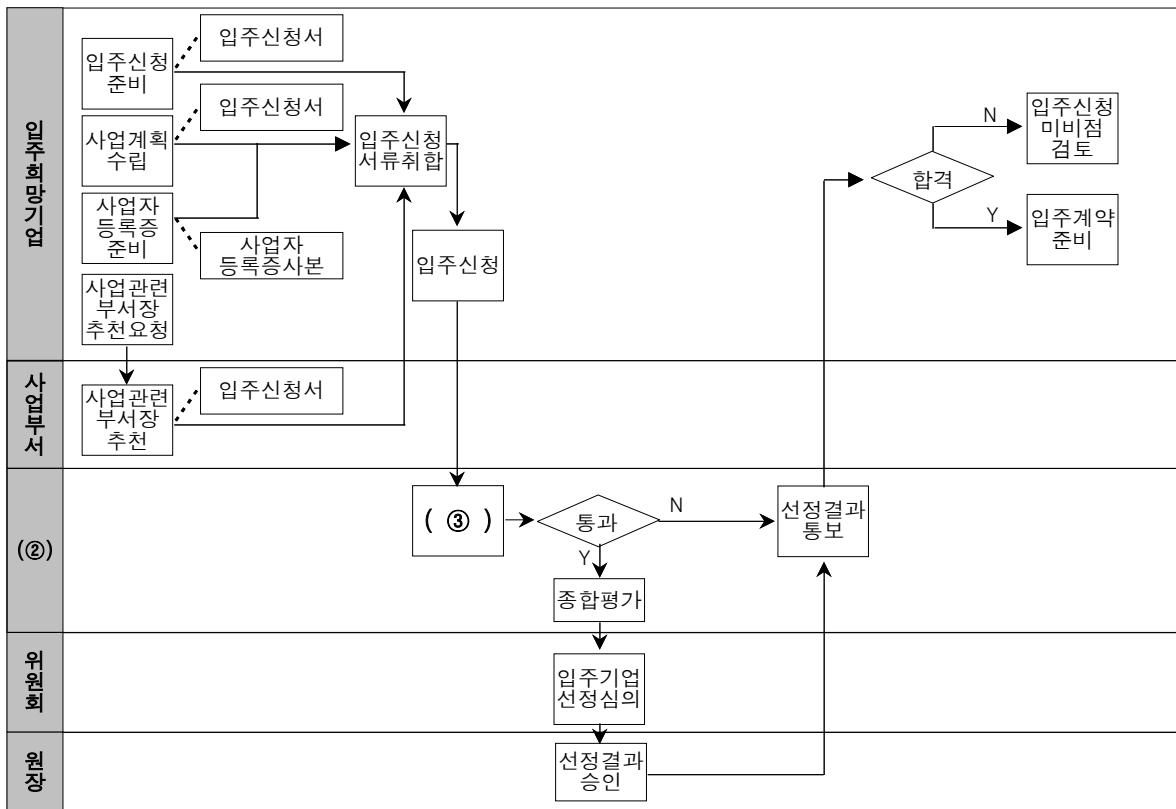 입주희망기업
입주신청
준비
입주신청서
사업계획
수립
입주신청서
사업자
등록증
준비
사업자
등록증사본
사업관련
부서장
추천요청
입주신청
서류취합
입주신청
합격
N
입주신청
미비점
검토
Y
입주계약
준비
사업부서
사업관련
부서장
추천
입주신청서
(②)
( ③ )
통과
N
Y
선정결과
통보
종합평가
위원회
입주기업
선정심의
원장
선정결과
승인